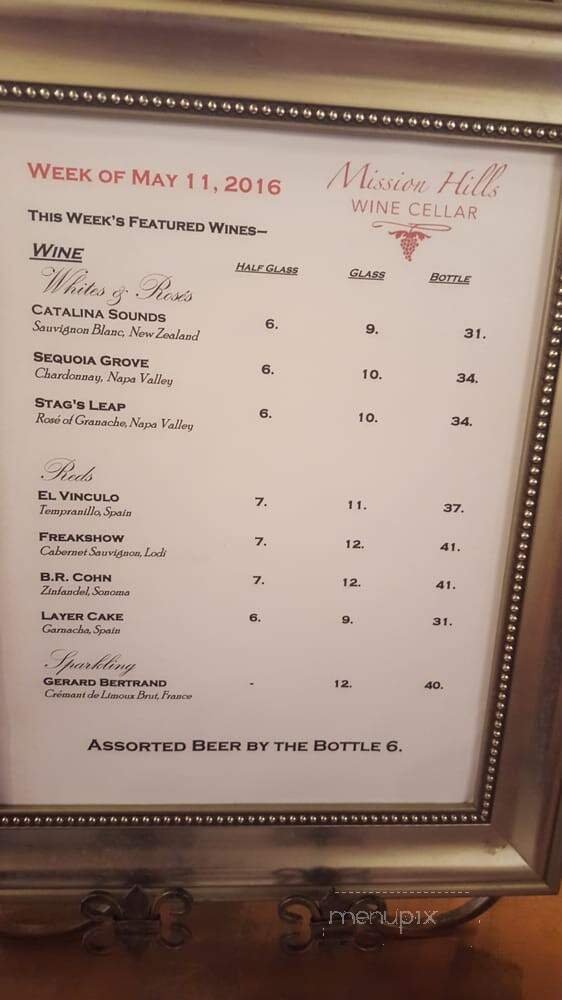 Week of May 11, 2016
Mission Hills
WINE CELLAR
This Week's Featured Wines—
Wine Half Glass Glass Bottle
Whites & Rosés
Catalina Sounds 6. 9. 31.
Sauvignon Blanc, New Zealand
Sequoia Grove 6. 10. 34.
Chardonnay, Napa Valley
Stag's Leap 6. 10. 34.
Rosé of Granache, Napa Valley
Reds
El Vinculo 7. 11. 37.
Tempranillo, Spain
Freakshow 7. 12. 41.
Cabernet Sauvignon, Lodi
B.R. Cohn 7. 12. 41.
Zinfandel, Sonoma
Layer Cake 6. 9. 31.
Garnacha, Spain
Sparkling
Gerard Bertrand - 12. 40.
Crémant de Limoux Brut, France
Assorted Beer by the Bottle 6.
menupix